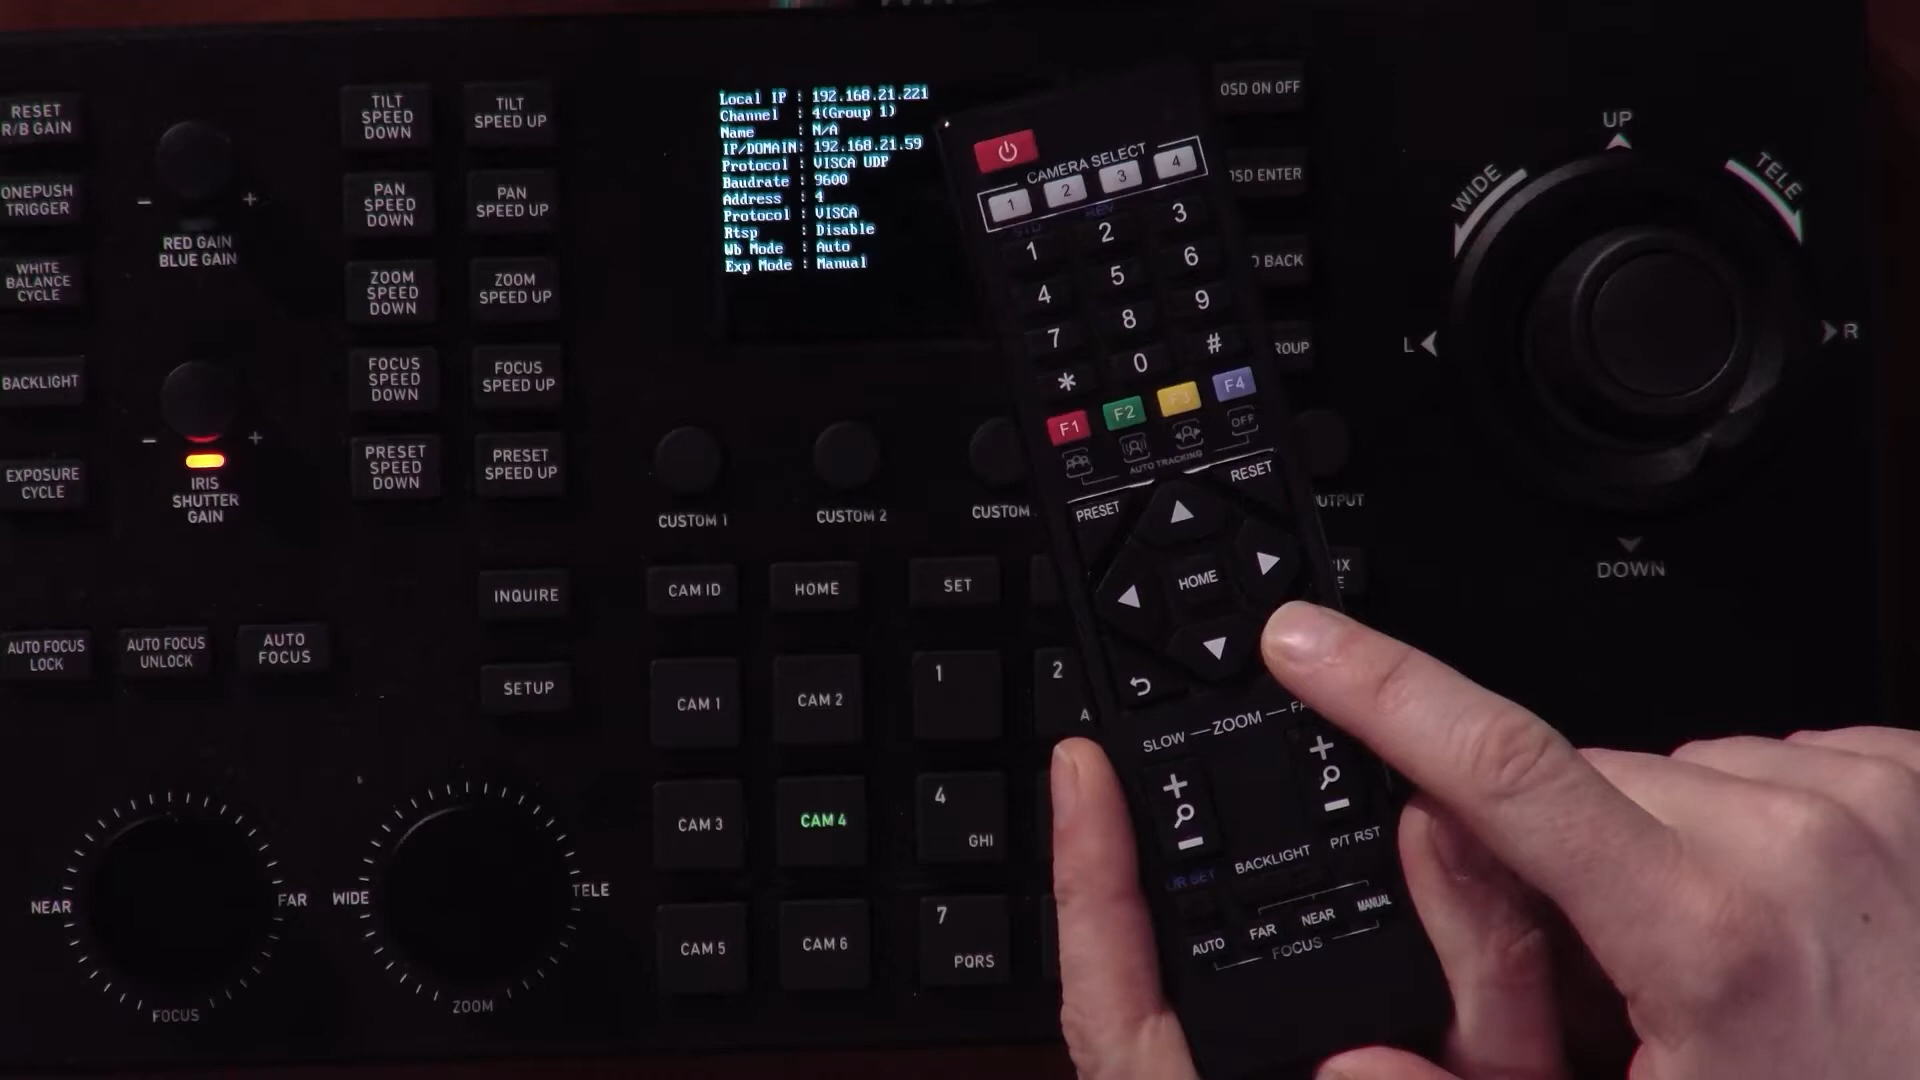 RESET
R/B GAIN
ONEPUSH
TRIGGER
WHITE
BALANCE
CYCLE
BACKLIGHT
EXPOSURE
CYCLE
- +
RED GAIN
BLUE GAIN
- +
IRIS
SHUTTER
GAIN
TILT
SPEED
DOWN
TILT
SPEED UP
PAN
SPEED
DOWN
PAN
SPEED UP
ZOOM
SPEED
DOWN
ZOOM
SPEED UP
FOCUS
SPEED
DOWN
FOCUS
SPEED UP
PRESET
SPEED
DOWN
PRESET
SPEED UP
INQUIRE
SETUP
AUTO FOCUS
LOCK
AUTO FOCUS
UNLOCK
AUTO
FOCUS
NEAR
FAR
FOCUS
WIDE
TELE
ZOOM
Local IP : 192.168.21.221
Channel : 4(Group 1)
Name : N/A
IP/DOMAIN: 192.168.21.59
Protocol : VISCA UDP
Baudrate : 9600
Address : 4
Protocol : VISCA
Rtsp : Disable
Wb Mode : Auto
Exp Mode : Manual
CUSTOM 1
CUSTOM 2
CUSTOM
CAM ID
HOME
SET
CAM 1
CAM 2
1
2
A
CAM 3
CAM 4
4
GHI
CAM 5
CAM 6
7
PQRS
CAMERA SELECT
1 2 3 4
REV
1 2 3
4 5 6
7 8 9
* 0 #
F1 F2 F3 F4
OFF
AUTO TRACKING
PRESET
RESET
HOME
SLOW ZOOM
+ +
- -
BACKLIGHT
P/T RST
AUTO FAR NEAR MANUAL
FOCUS
OSD ON OFF
OSD ENTER
BACK
UP
WIDE
TELE
L
R
DOWN